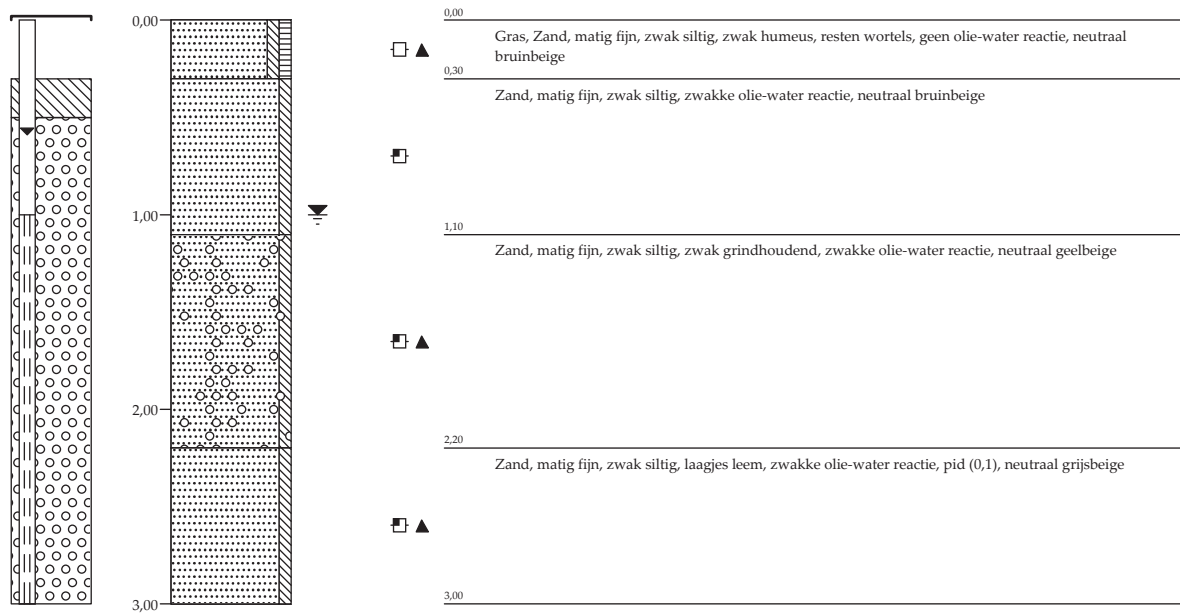 0,00
1,00
2,00
3,00
0,00
Gras, Zand, matig fijn, zwak siltig, zwak humeus, resten wortels, geen olie-water reactie, neutraal
bruinbeige
0,30
Zand, matig fijn, zwak siltig, zwakke olie-water reactie, neutraal bruinbeige
1,10
Zand, matig fijn, zwak siltig, zwak grindhoudend, zwakke olie-water reactie, neutraal geelbeige
2,20
Zand, matig fijn, zwak siltig, laagjes leem, zwakke olie-water reactie, pid (0,1), neutraal grijsbeige
3,00